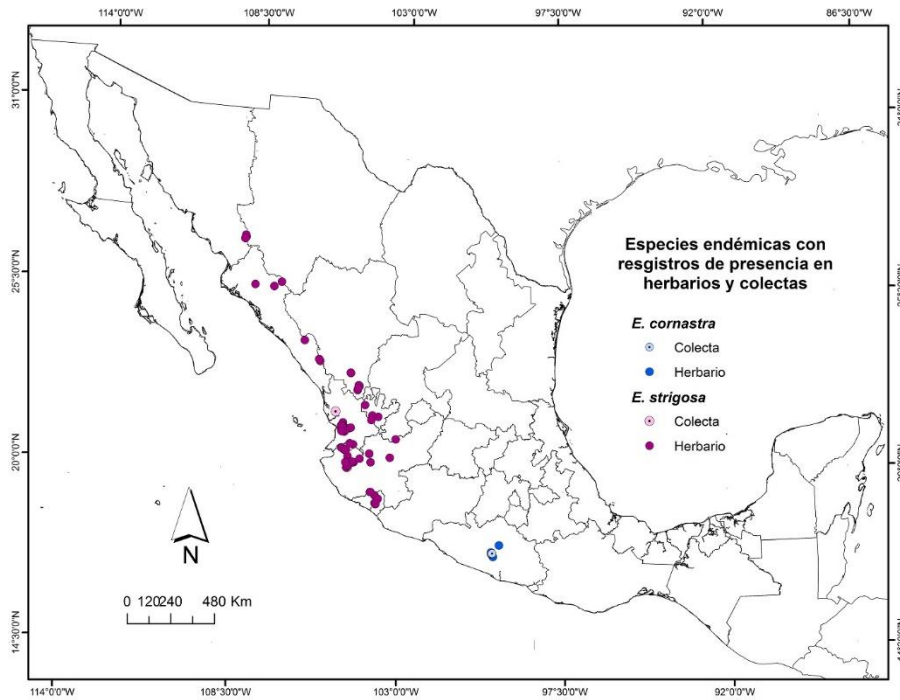 114°0'0"W 108°30'0"W 103°0'0"W 97°30'0"W 92°0'0"W 86°30'0"W
31°0'0"N
25°30'0"N
20°0'0"N
14°30'0"N
Especies endémicas con
resgistros de presencia en
herbarios y colectas
E. cornastra
Colecta
Herbario
E. strigosa
Colecta
Herbario
N
0 120240 480 Km
114°0'0"W 108°30'0"W 103°0'0"W 97°30'0"W 92°0'0"W